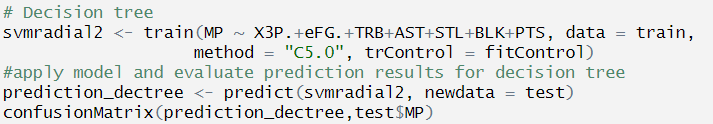 # Decision tree
svmradial2 <- train(MP ~ X3P.+eFG.+TRB+AST+STL+BLK+PTS, data = train,
method = "C5.0", trControl = fitControl)
#apply model and evaluate prediction results for decision tree
prediction_dectree <- predict(svmradial2, newdata = test)
confusionMatrix(prediction_dectree,test$MP)